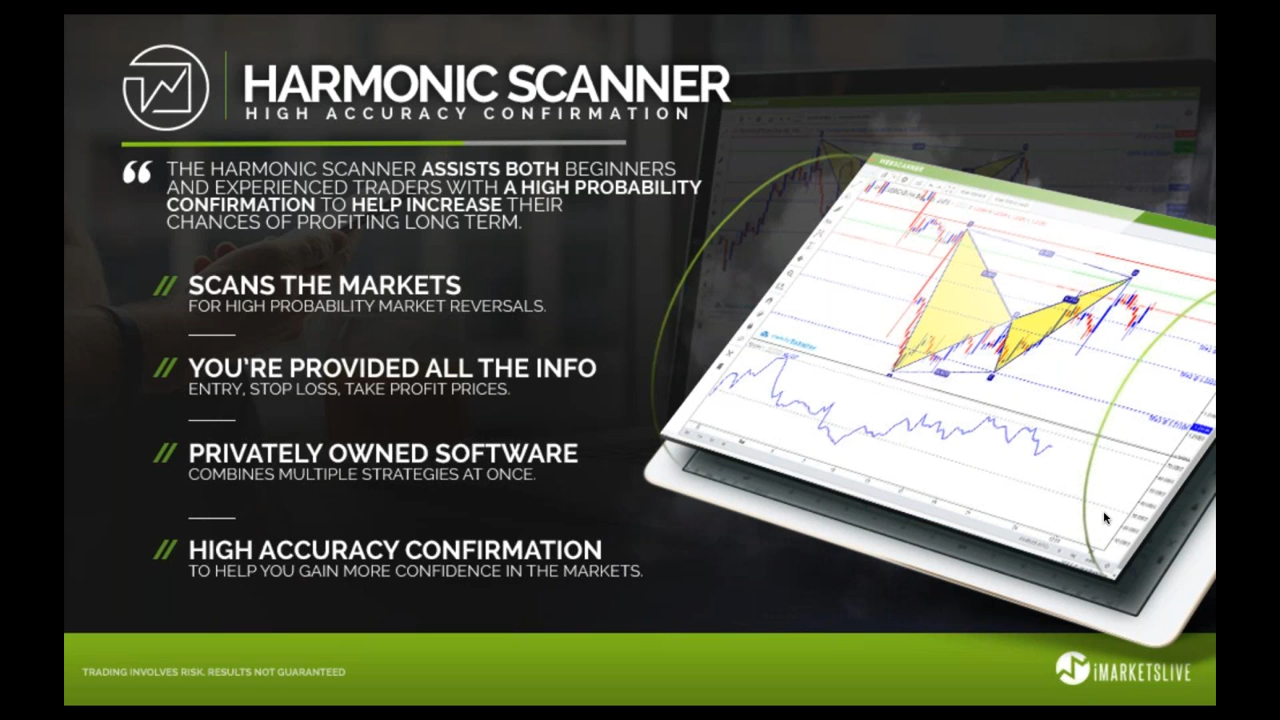 HARMONIC SCANNER
HIGH ACCURACY CONFIRMATION
“ THE HARMONIC SCANNER ASSISTS BOTH BEGINNERS
AND EXPERIENCED TRADERS WITH A HIGH PROBABILITY
CONFIRMATION TO HELP INCREASE THEIR
CHANCES OF PROFITING LONG TERM.
// SCANS THE MARKETS
FOR HIGH PROBABILITY MARKET REVERSALS.
// YOU'RE PROVIDED ALL THE INFO
ENTRY, STOP LOSS, TAKE PROFIT PRICES.
// PRIVATELY OWNED SOFTWARE
COMBINES MULTIPLE STRATEGIES AT ONCE.
// HIGH ACCURACY CONFIRMATION
TO HELP YOU GAIN MORE CONFIDENCE IN THE MARKETS.
WEBSCANNER
TRADING INVOLVES RISK. RESULTS NOT GUARANTEED
iMARKETSLIVE